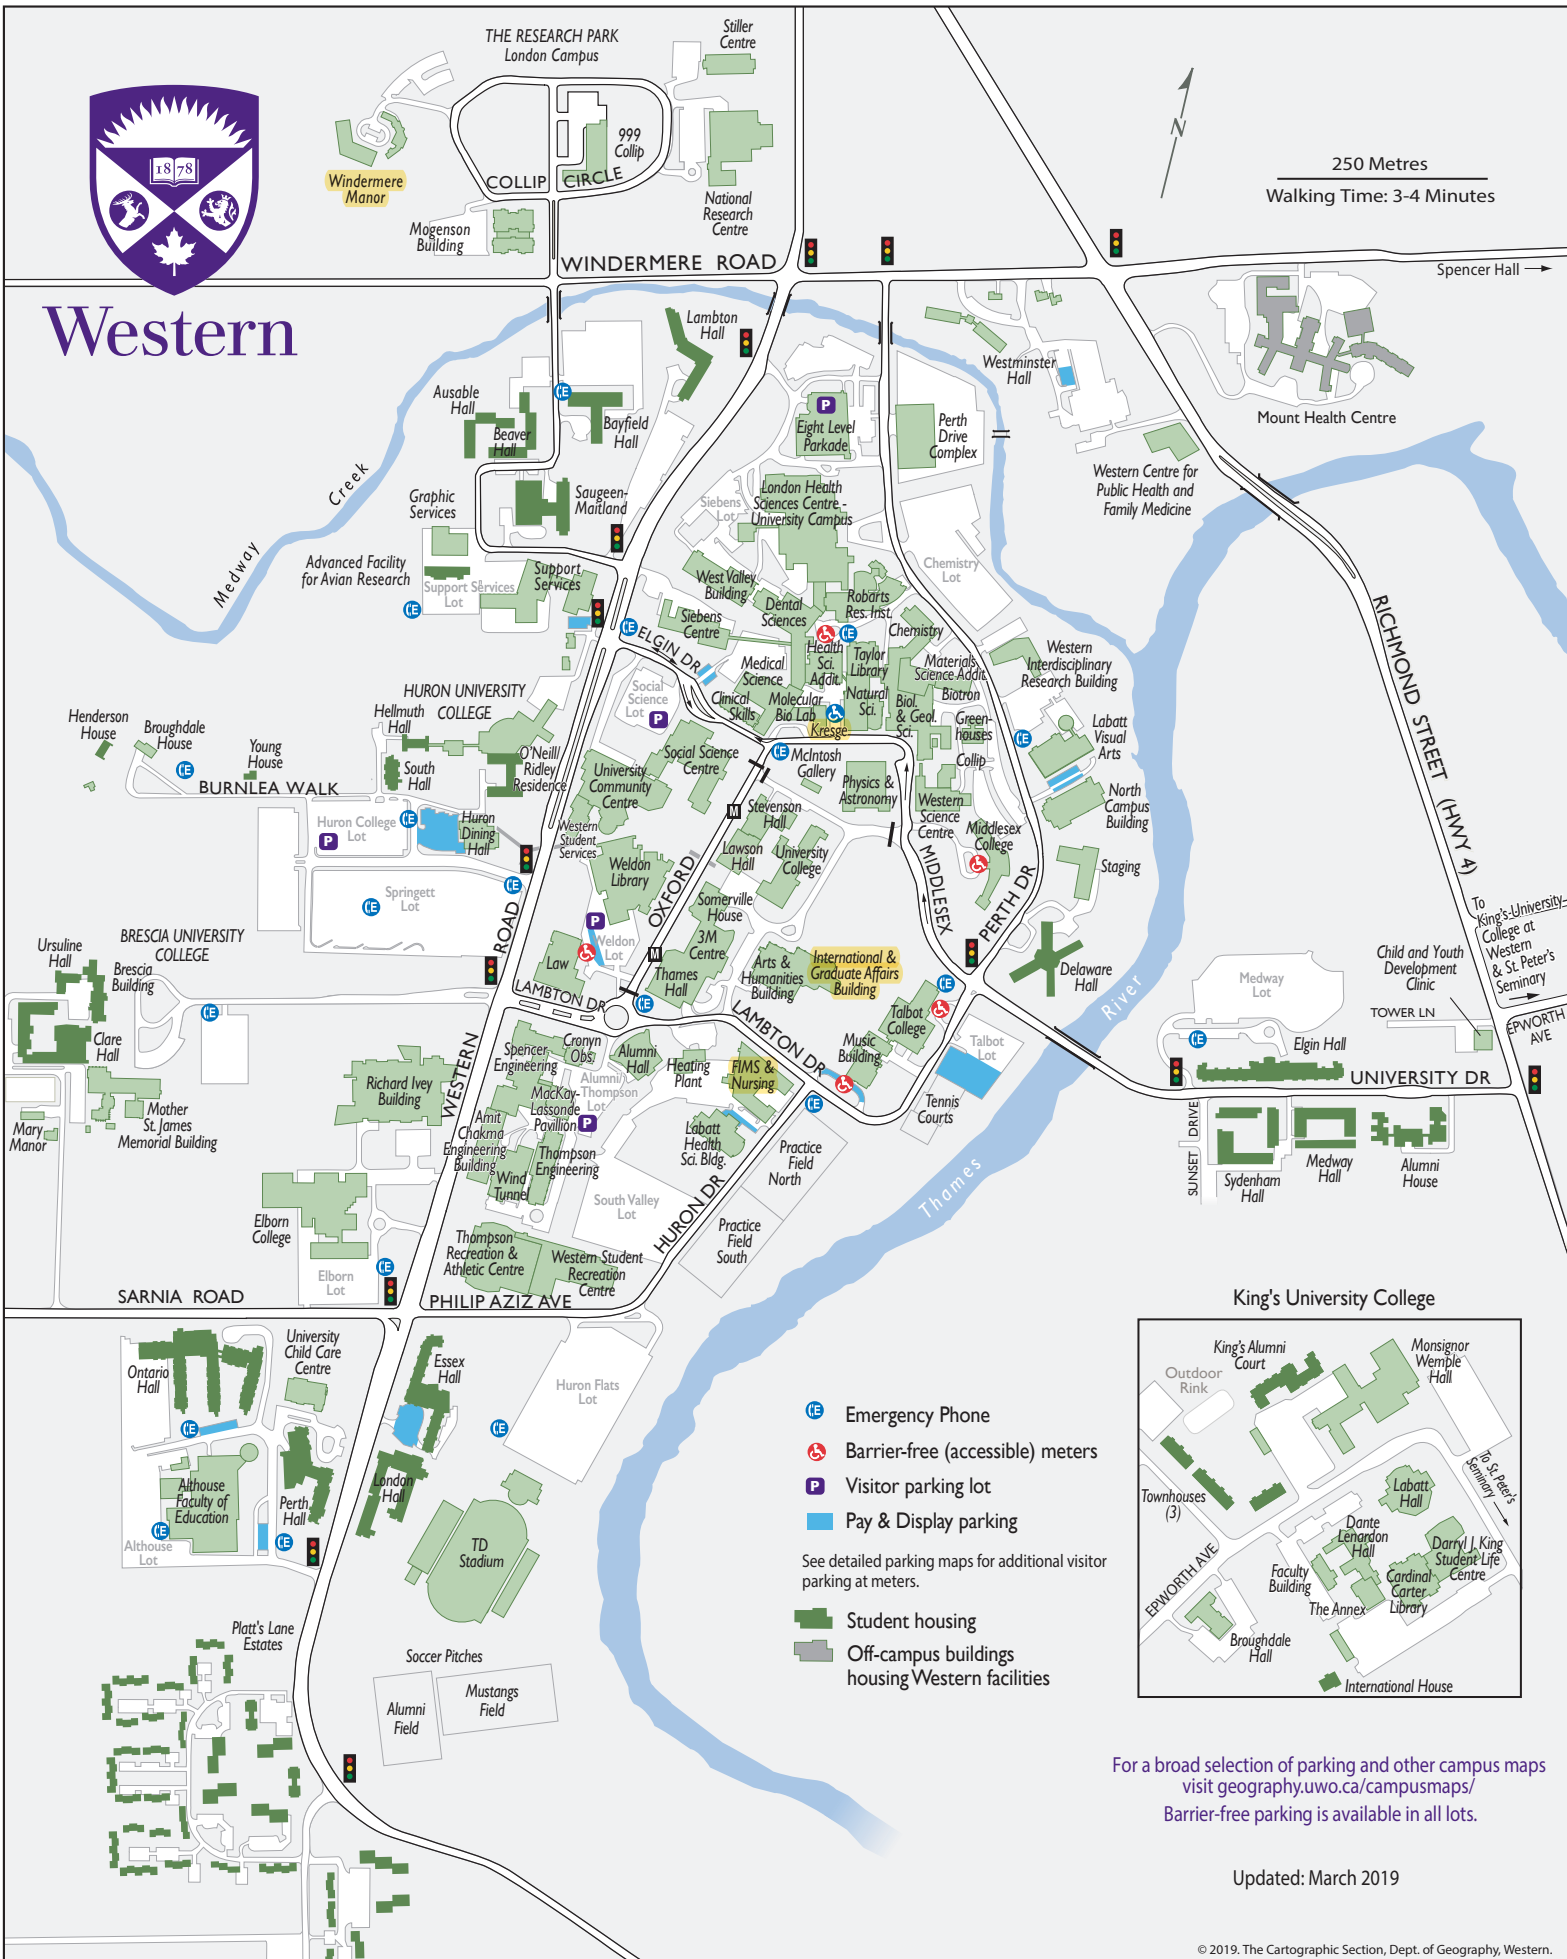 THE RESEARCH PARK
London Campus
Stiller
Centre
999
Collip
COLLIP
CIRCLE
Windermere
Manor
Mogenson
Building
National
Research
Centre
1878
Western
N
250 Metres
Walking Time: 3-4 Minutes
WINDERMERE ROAD
Spencer Hall
Lambton
Hall
Westminster
Hall
Mount Health Centre
Ausable
Hall
Beaver
Hall
Bayfield
Hall
P
Eight Level
Parkade
Perth
Drive
Complex
Western Centre for
Public Health and
Family Medicine
Medway
Creek
Graphic
Services
Saugeen-
Maitland
Siebens
Lot
London Health
Sciences Centre -
University Campus
Chemistry
Lot
Advanced Facility
for Avian Research
Support Services
Lot
Support
Services
West Valley
Building
Dental
Sciences
Robarts
Res. Inst.
Siebens
Centre
Chemistry
ELGIN DR
Health
Sci.
Addit.
Taylor
Library
Materials
Science Addit.
Western
Interdisciplinary
Research Building
Medical
Science
Biotron
Social
Science
Lot
P
Clinical
Skills
Molecular
Bio Lab
Natural
Sci.
Biol.
& Geol.
Sci.
Kresge
Green-
houses
Labatt
Visual
Arts
HURON UNIVERSITY
COLLEGE
Hellmuth
Hall
Henderson
House
Broughdale
House
Young
House
South
Hall
O'Neill/
Ridley
Residence
BURNLEA WALK
University
Community
Centre
Social Science
Centre
McIntosh
Gallery
Collip
Physics &
Astronomy
Western
Science
Centre
North
Campus
Building
Huron College
Lot
P
Huron
Dining
Hall
Western
Student
Services
M
Stevenson
Hall
Lawson
Hall
University
College
Middlesex
College
Weldon
Library
OXFORD
MIDDLESEX
Staging
Springett
Lot
Somerville
House
PERTH DR
RICHMOND STREET (HWY 4)
To
King's University
College at
Western
& St. Peter's
Seminary
EPWORTH
AVE
Ursuline
Hall
BRESCIA UNIVERSITY
COLLEGE
Brescia
Building
ROAD
P
Law
Weldon
Lot
M
3M
Centre
Thames
Hall
Arts &
Humanities
Building
International &
Graduate Affairs
Building
Delaware
Hall
River
Medway
Lot
Child and Youth
Development
Clinic
TOWER LN
LAMBTON DR
LAMBTON DR
Talbot
College
Clare
Hall
Music
Building
Talbot
Lot
Elgin Hall
UNIVERSITY DR
Spencer
Engineering
Cronyn
Obs.
Alumni
Hall
Heating
Plant
FIMS &
Nursing
Richard Ivey
Building
WESTERN
Alumni/
Thompson
Lot
P
MacKay-
Lassonde
Pavillion
Amit
Chakma
Engineering
Building
Mother
St. James
Memorial Building
Mary
Manor
Tennis
Courts
Labatt
Health
Sci. Bldg.
Thompson
Engineering
Wind
Tunnel
Practice
Field
North
South Valley
Lot
HURON DR
Practice
Field
South
Thames
SUNSET DRIVE
Sydenham
Hall
Medway
Hall
Alumni
House
Elborn
College
Elborn
Lot
Thompson
Recreation &
Athletic Centre
Western Student
Recreation
Centre
SARNIA ROAD
PHILIP AZIZ AVE
Ontario
Hall
University
Child Care
Centre
Essex
Hall
Huron Flats
Lot
Althouse
Faculty of
Education
Althouse
Lot
Perth
Hall
London
Hall
TD
Stadium
Platt's Lane
Estates
Soccer Pitches
Alumni
Field
Mustangs
Field
E Emergency Phone
Barrier-free (accessible) meters
P Visitor parking lot
Pay & Display parking
See detailed parking maps for additional visitor
parking at meters.
Student housing
Off-campus buildings
housing Western facilities
King's University College
King's Alumni
Court
Monsignor
Wemple
Hall
Outdoor
Rink
To St. Peter's
Seminary
Townhouses
(3)
Labatt
Hall
Dante
Lenardon
Hall
Darryl J. King
Student Life
Centre
EPWORTH AVE
Faculty
Building
Cardinal
Carter
Library
The Annex
Broughdale
Hall
International House
For a broad selection of parking and other campus maps
visit geography.uwo.ca/campusmaps/
Barrier-free parking is available in all lots.
Updated: March 2019
© 2019. The Cartographic Section, Dept. of Geography, Western.